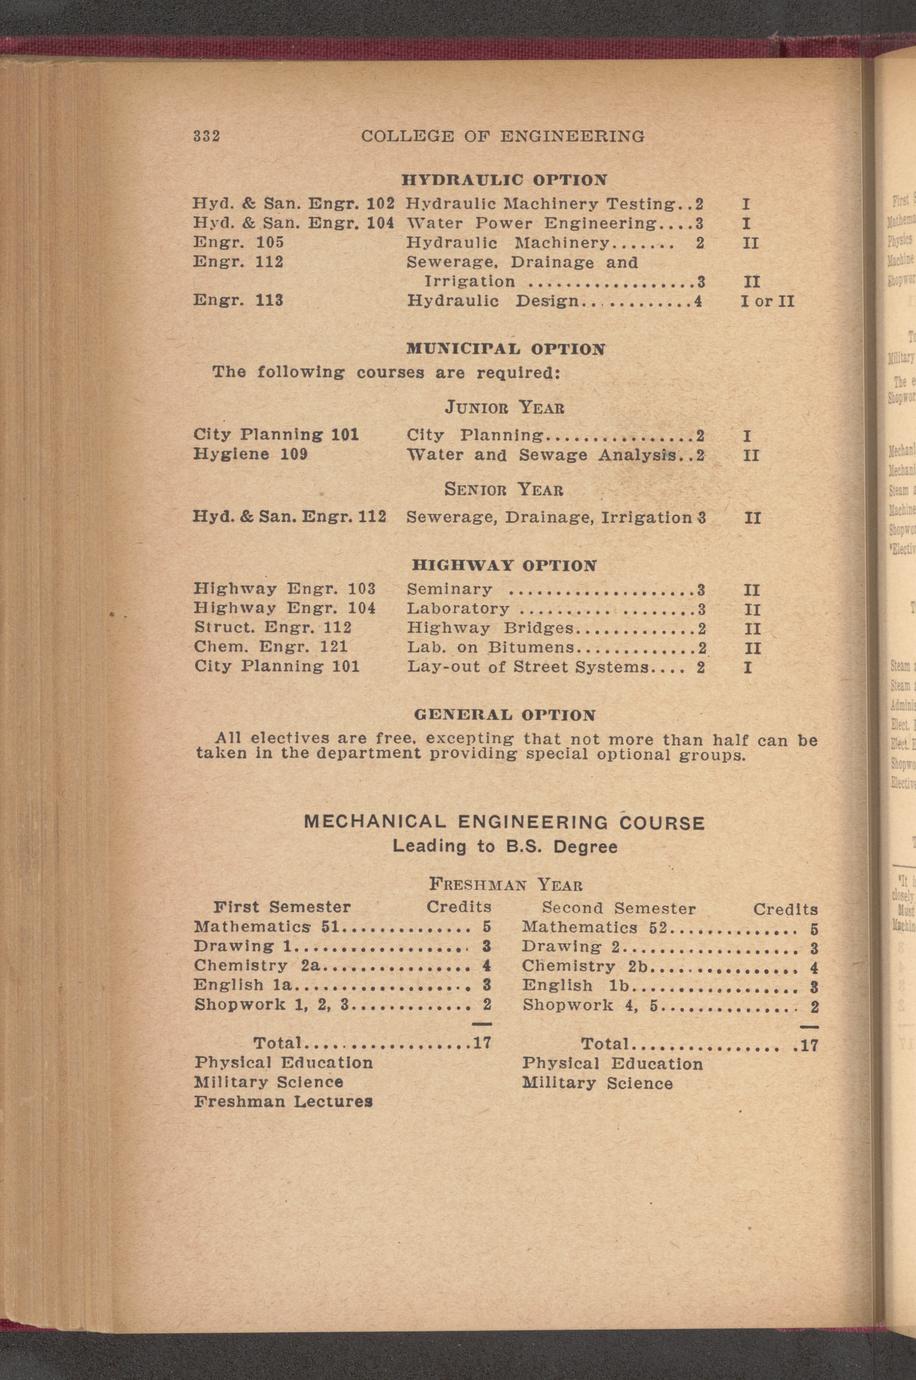 332 COLLEGE OF ENGINEERING
HYDRAULIC OPTION
Hyd. & San. Engr. 102 Hydraulic Machinery Testing..2 I
Hyd. & San. Engr. 104 Water Power Engineering....3 I
Engr. 105 Hydraulic Machinery....... 2 II
Engr. 112 Sewerage, Drainage and
Irrigation ..................3 II
Engr. 113 Hydraulic Design............4 I or II
MUNICIPAL OPTION
The following courses are required:
JUNIOR YEAR
City Planning 101 City Planning................2 I
Hygiene 109 Water and Sewage Analysis..2 II
SENIOR YEAR
Hyd. & San. Engr. 112 Sewerage, Drainage, Irrigation 3 II
HIGHWAY OPTION
Highway Engr. 103 Seminary ....................3 II
Highway Engr. 104 Laboratory .......... ........3 II
Struct. Engr. 112 Highway Bridges.............2 II
Chem. Engr. 121 Lab. on Bitumens.............2 II
City Planning 101 Lay-out of Street Systems.... 2 I
GENERAL OPTION
All electives are free, excepting that not more than half can be
taken in the department providing special optional groups.
MECHANICAL ENGINEERING COURSE
Leading to B.S. Degree
FRESHMAN YEAR
First Semester Credits Second Semester Credits
Mathematics 51.............. 5 Mathematics 52.............. 5
Drawing 1................... 3 Drawing 2................... 3
Chemistry 2a................ 4 Chemistry 2b................ 4
English 1a................... 3 English 1b.................. 3
Shopwork 1, 2, 3............. 2 Shopwork 4, 5............... 2
Total..................17 Total................ .17
Physical Education Physical Education
Military Science Military Science
Freshman Lectures